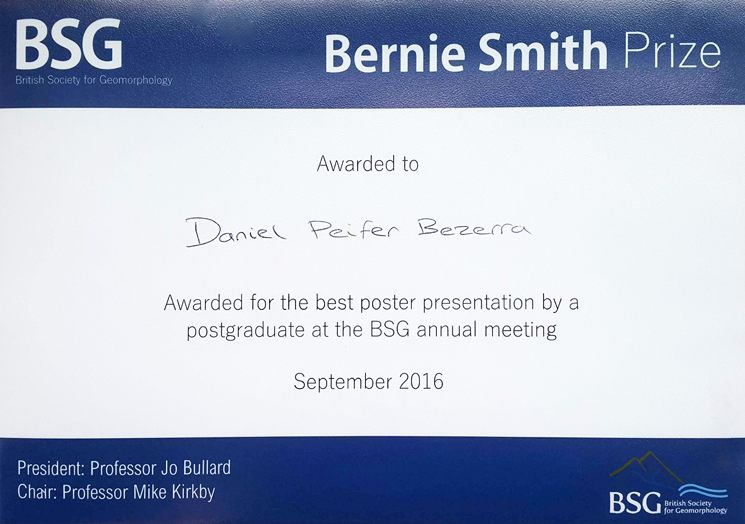 BSG
British Society for Geomorphology
Bernie Smith Prize
Awarded to
Daniel Peifer Bezerra
Awarded for the best poster presentation by a
postgraduate at the BSG annual meeting
September 2016
President: Professor Jo Bullard
Chair: Professor Mike Kirkby
BSG British Society
for Geomorphology